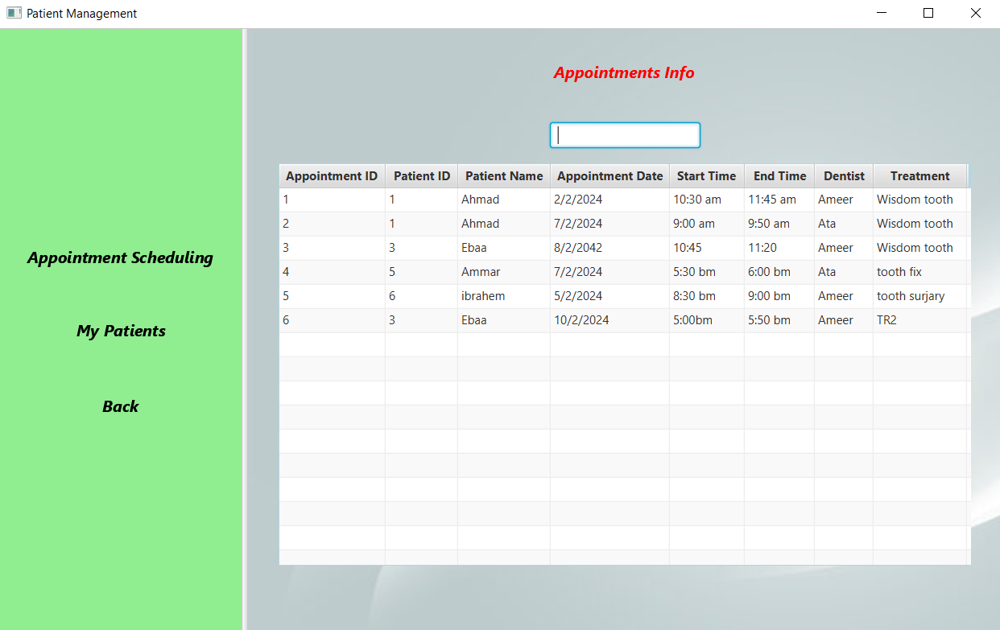 Patient Management
Appointments Info
Appointment Scheduling
My Patients
Back
Appointment ID Patient ID Patient Name Appointment Date Start Time End Time Dentist Treatment
1 1 Ahmad 2/2/2024 10:30 am 11:45 am Ameer Wisdom tooth
2 1 Ahmad 7/2/2024 9:00 am 9:50 am Ata Wisdom tooth
3 3 Ebaa 8/2/2042 10:45 11:20 Ameer Wisdom tooth
4 5 Ammar 7/2/2024 5:30 bm 6:00 bm Ata tooth fix
5 6 ibrahem 5/2/2024 8:30 bm 9:00 bm Ameer tooth surjary
6 3 Ebaa 10/2/2024 5:00bm 5:50 bm Ameer TR2